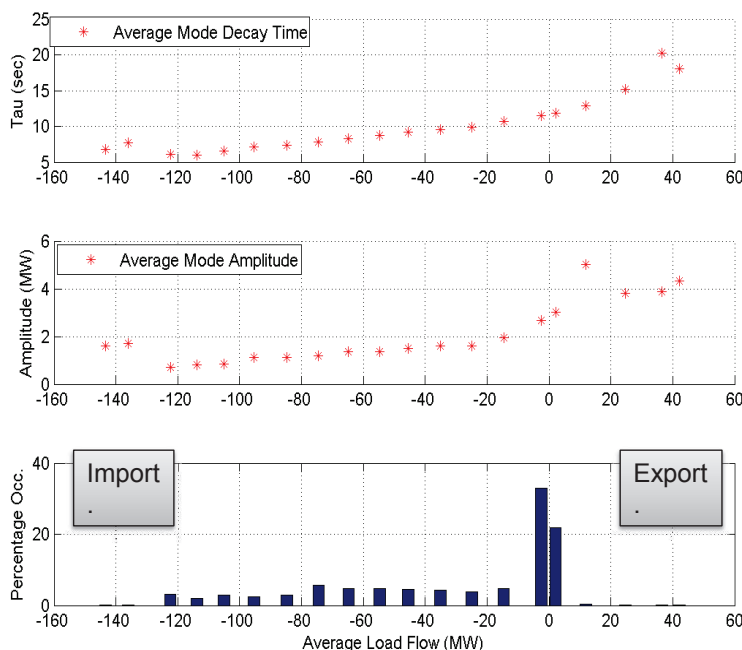 25
20
15
10
5
Tau (sec)
Average Mode Decay Time
-160 -140 -120 -100 -80 -60 -40 -20 0 20 40 60
6
4
2
0
Amplitude (MW)
Average Mode Amplitude
-160 -140 -120 -100 -80 -60 -40 -20 0 20 40 60
40
20
0
Percentage Occ.
Import
.
Export
.
-160 -140 -120 -100 -80 -60 -40 -20 0 20 40 60
Average Load Flow (MW)